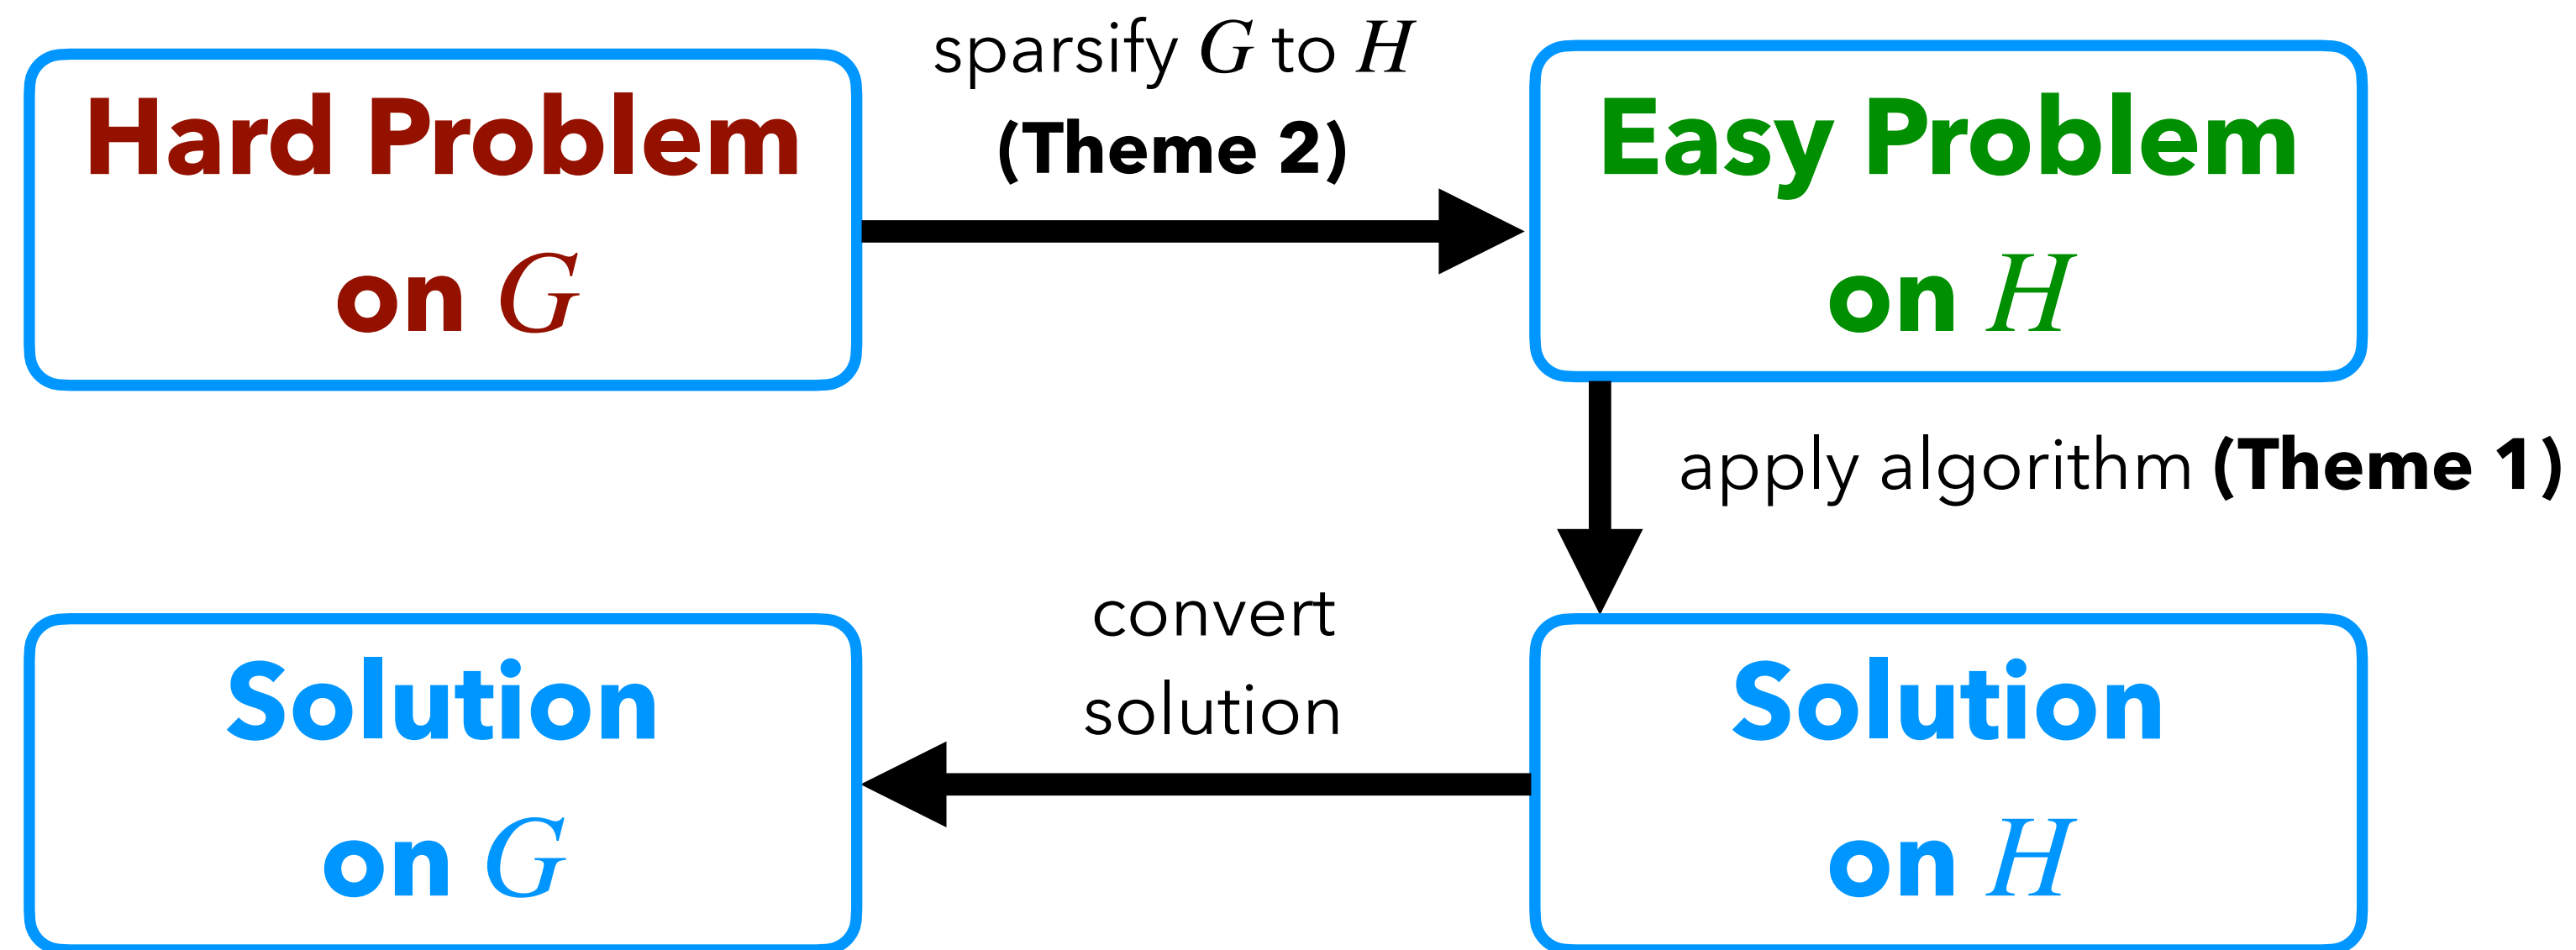 Hard Problem
on G
sparsify G to H
(Theme 2)
Easy Problem
on H
apply algorithm (Theme 1)
Solution
on H
convert
solution
Solution
on G